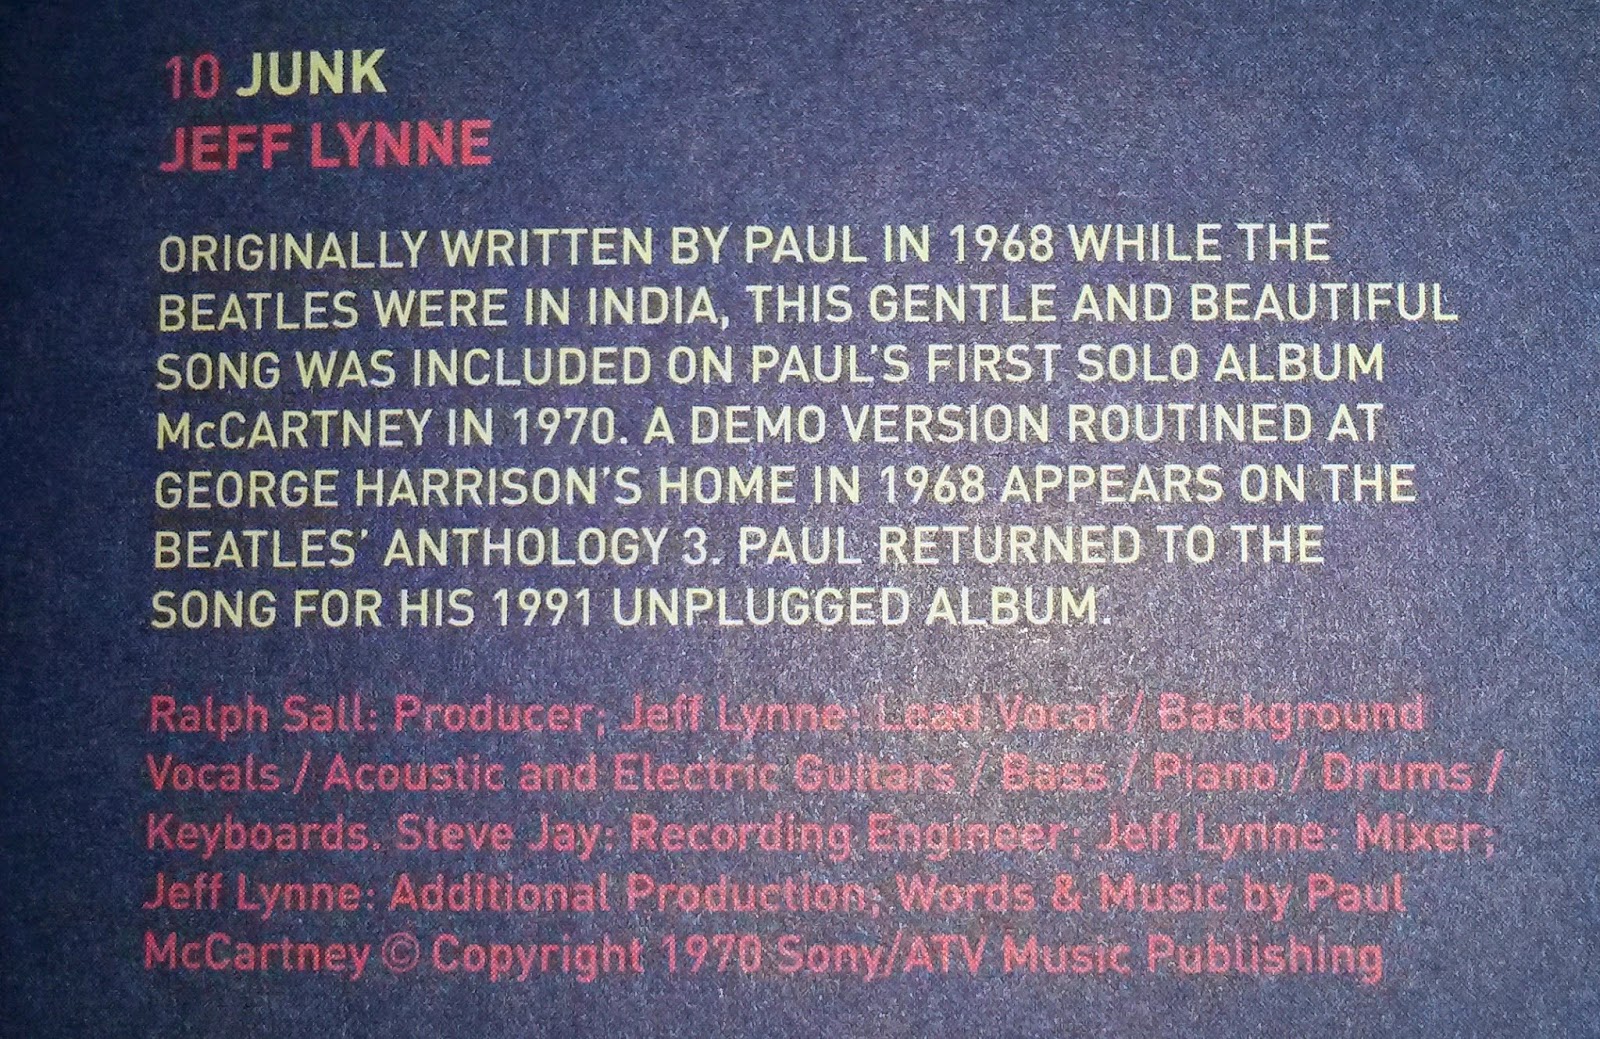 10 JUNK
JEFF LYNNE
ORIGINALLY WRITTEN BY PAUL IN 1968 WHILE THE
BEATLES WERE IN INDIA, THIS GENTLE AND BEAUTIFUL
SONG WAS INCLUDED ON PAUL'S FIRST SOLO ALBUM
McCARTNEY IN 1970. A DEMO VERSION ROUTINED AT
GEORGE HARRISON'S HOME IN 1968 APPEARS ON THE
BEATLES' ANTHOLOGY 3. PAUL RETURNED TO THE
SONG FOR HIS 1991 UNPLUGGED ALBUM.
Ralph Sall: Producer; Jeff Lynne: Lead Vocal / Background
Vocals / Acoustic and Electric Guitars / Bass / Piano / Drums /
Keyboards. Steve Jay: Recording Engineer; Jeff Lynne: Mixer;
Jeff Lynne: Additional Production; Words & Music by Paul
McCartney © Copyright 1970 Sony/ATV Music Publishing